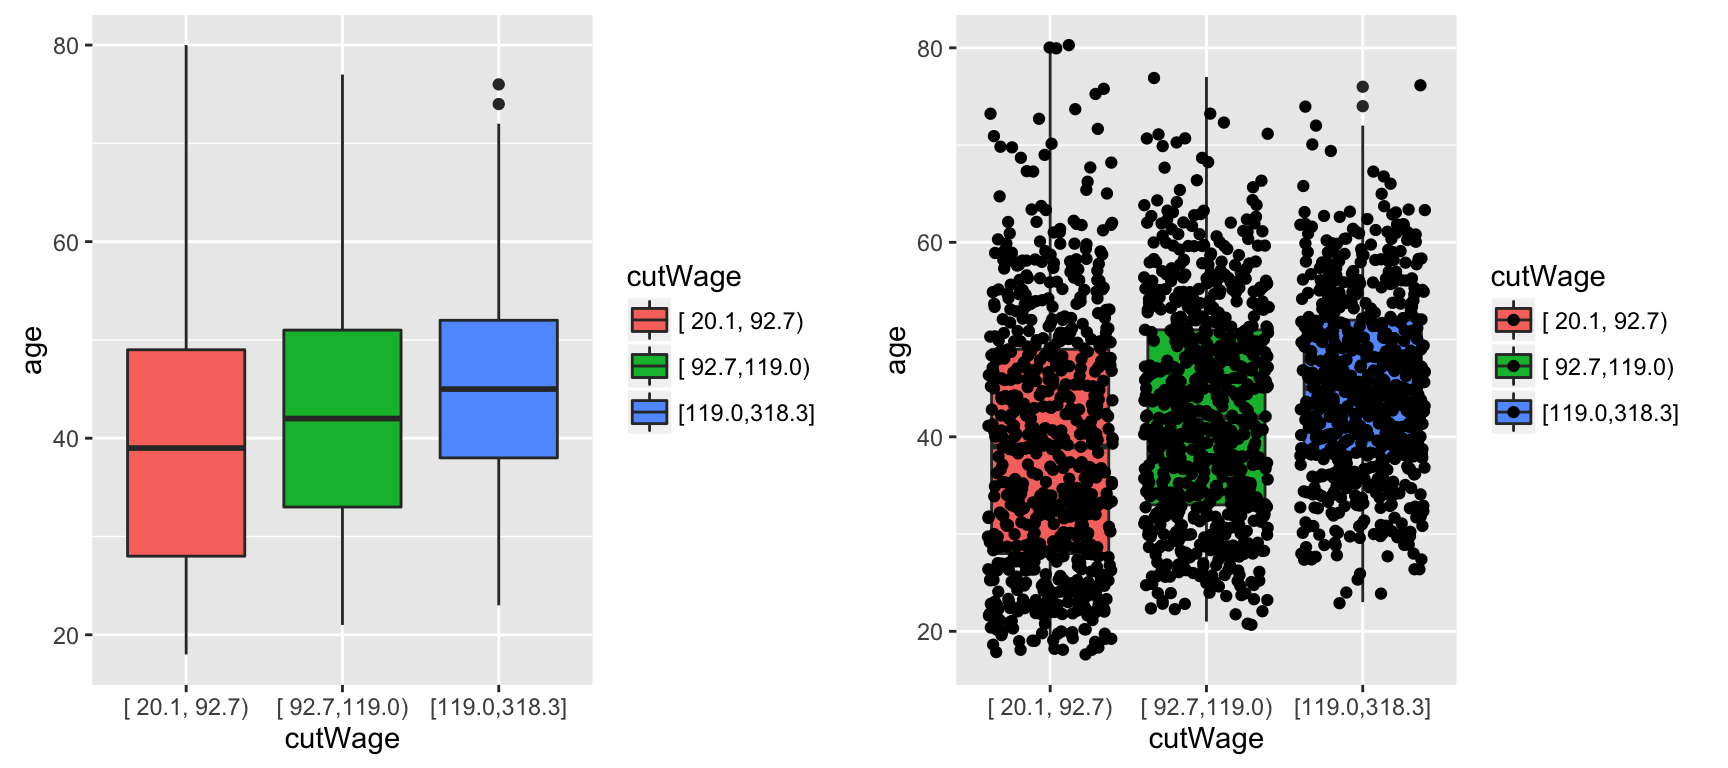 80
60
40
20
age
[ 20.1, 92.7)
[ 92.7,119.0)
[119.0,318.3]
cutWage
cutWage
[ 20.1, 92.7)
[ 92.7,119.0)
[119.0,318.3]
80
60
40
20
age
[ 20.1, 92.7)
[ 92.7,119.0)
[119.0,318.3]
cutWage
cutWage
[ 20.1, 92.7)
[ 92.7,119.0)
[119.0,318.3]